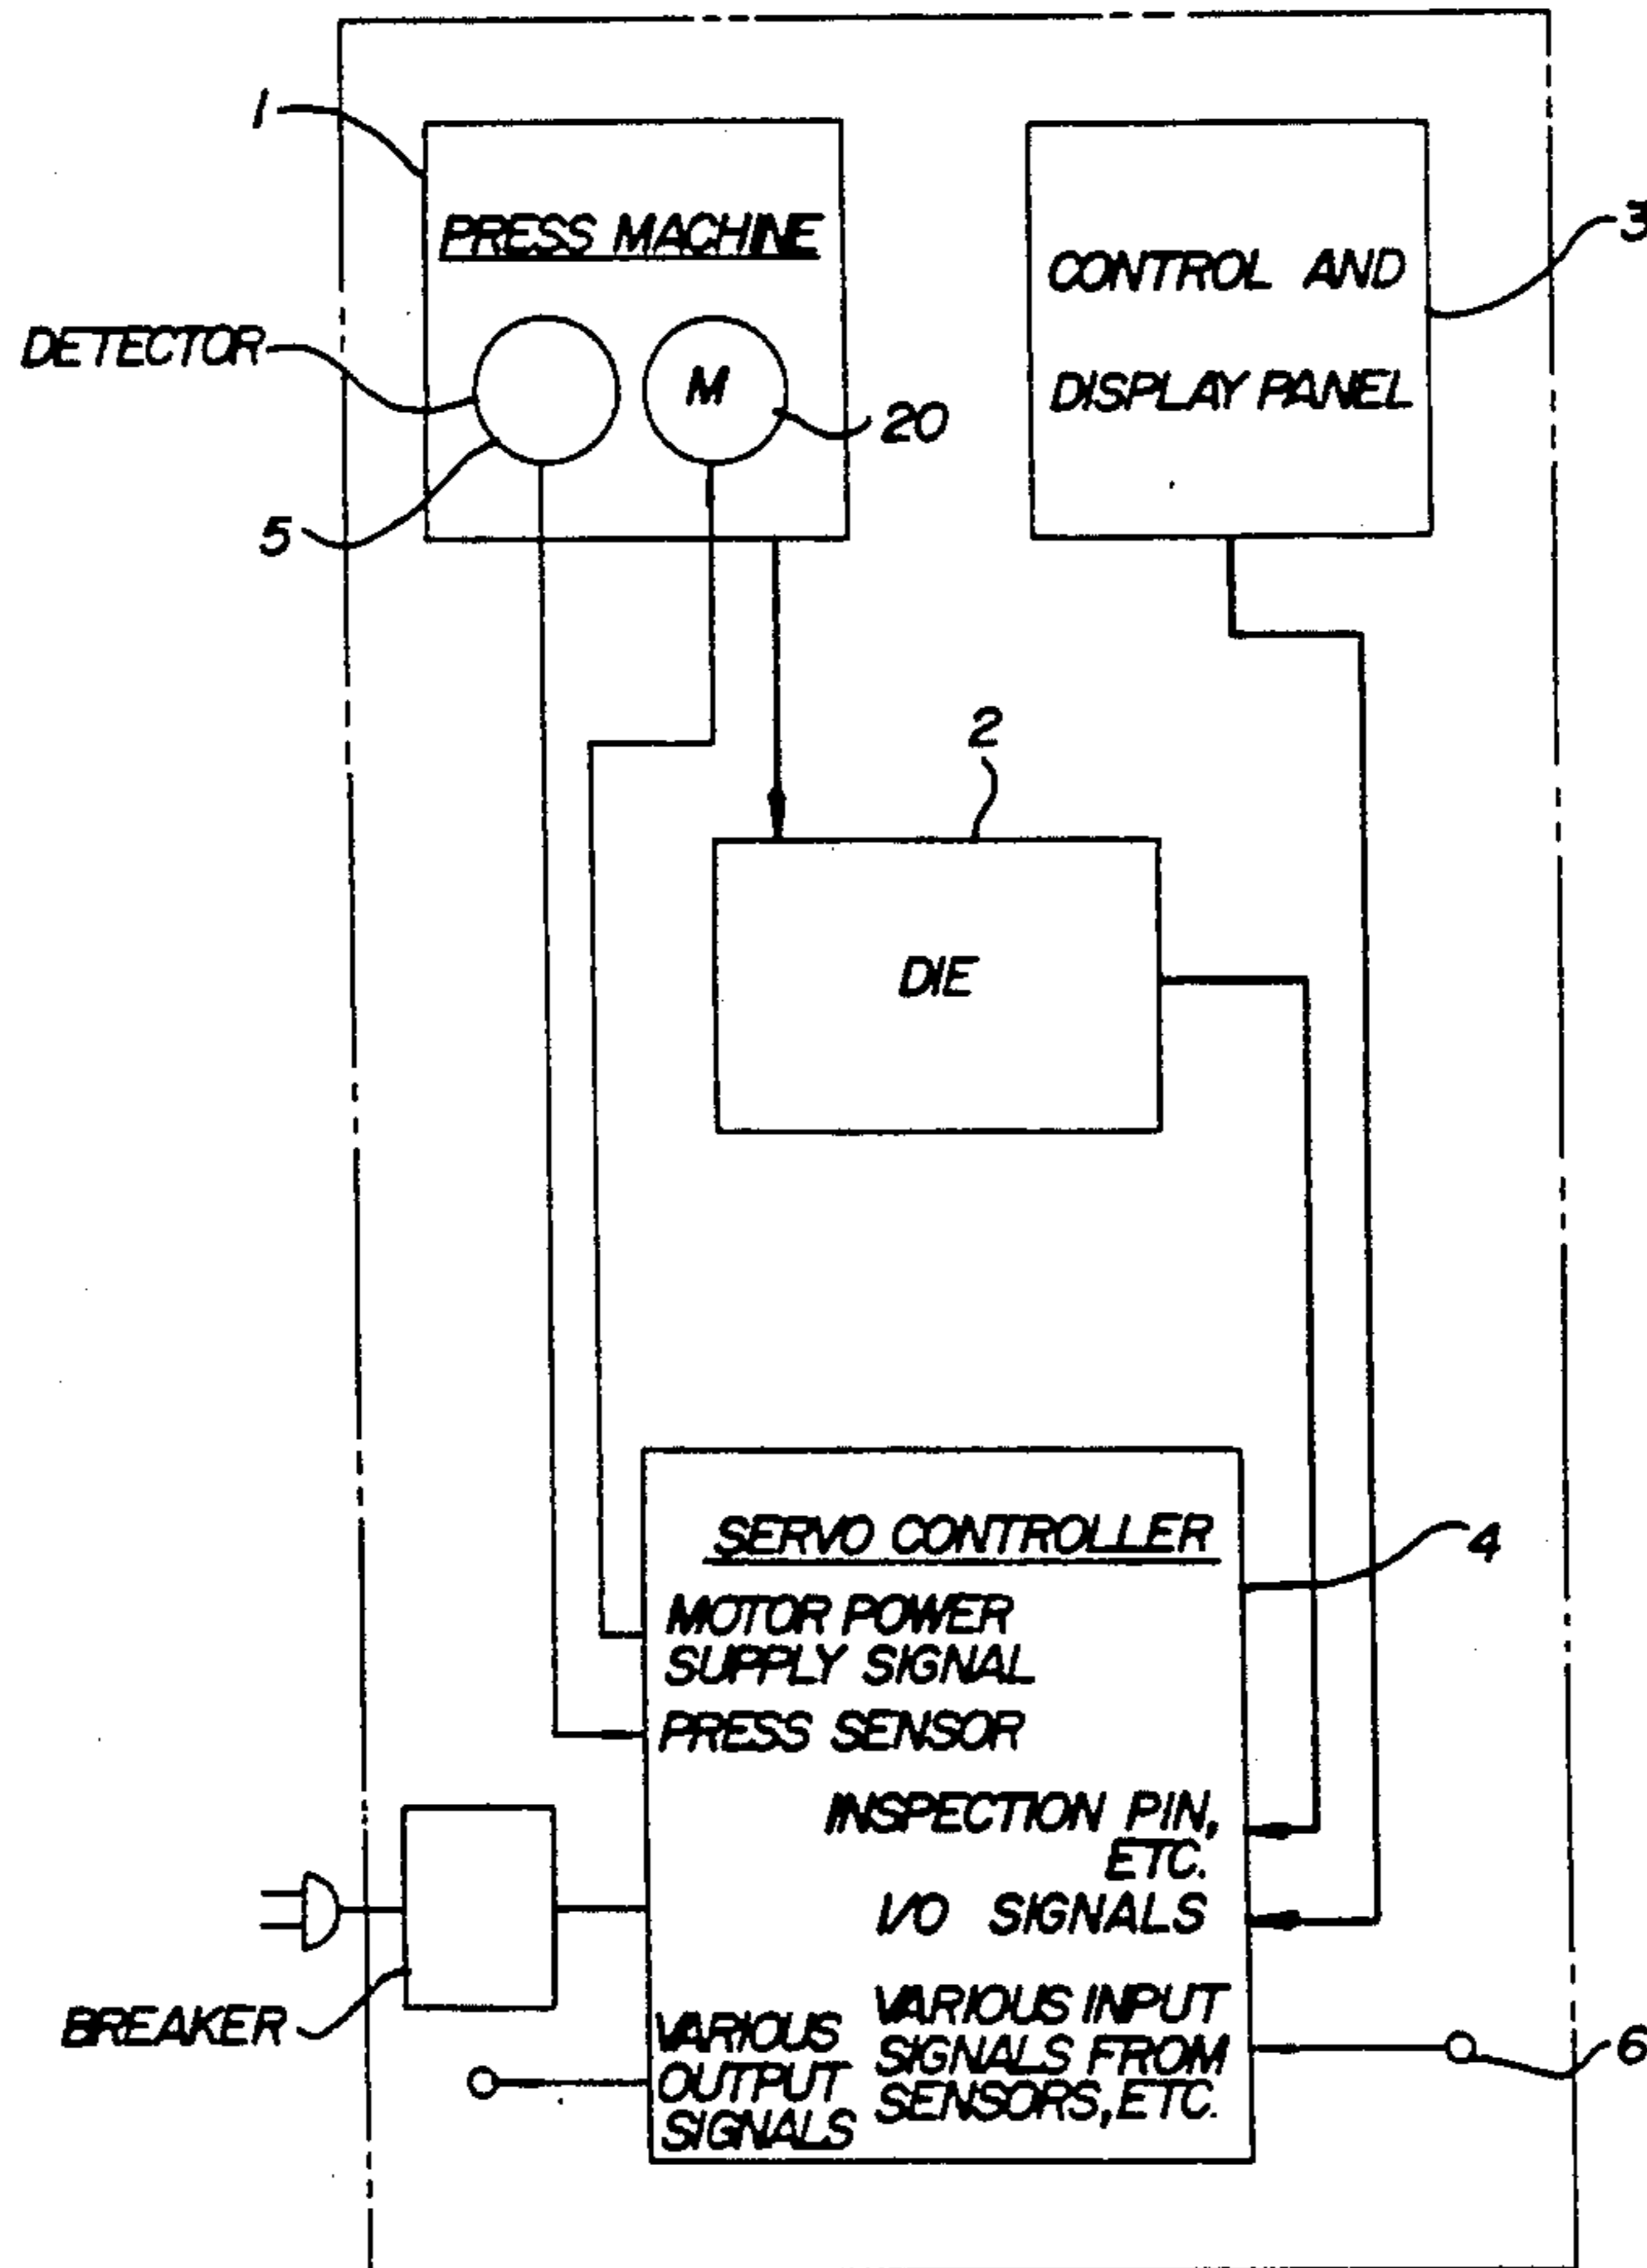 1
PRESS MACHINE
3
CONTROL AND
DISPLAY PANEL
DETECTOR
M
20
5
2
DIE
SERVO CONTROLLER
4
MOTOR POWER
SUPPLY SIGNAL
PRESS SENSOR
INSPECTION PIN,
ETC.
I/O SIGNALS
BREAKER
VARIOUS
OUTPUT
SIGNALS
VARIOUS INPUT
SIGNALS FROM
SENSORS, ETC.
6